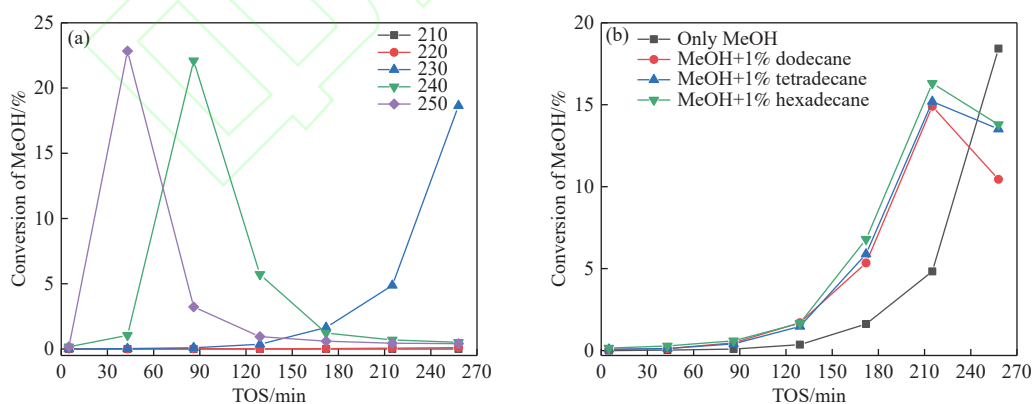 (a)
210
220
230
240
250
Conversion of MeOH/%
25
20
15
10
5
0
0 30 60 90 120 150 180 210 240 270
TOS/min
(b)
Only MeOH
MeOH+1% dodecane
MeOH+1% tetradecane
MeOH+1% hexadecane
Conversion of MeOH/%
20
15
10
5
0
0 30 60 90 120 150 180 210 240 270
TOS/min